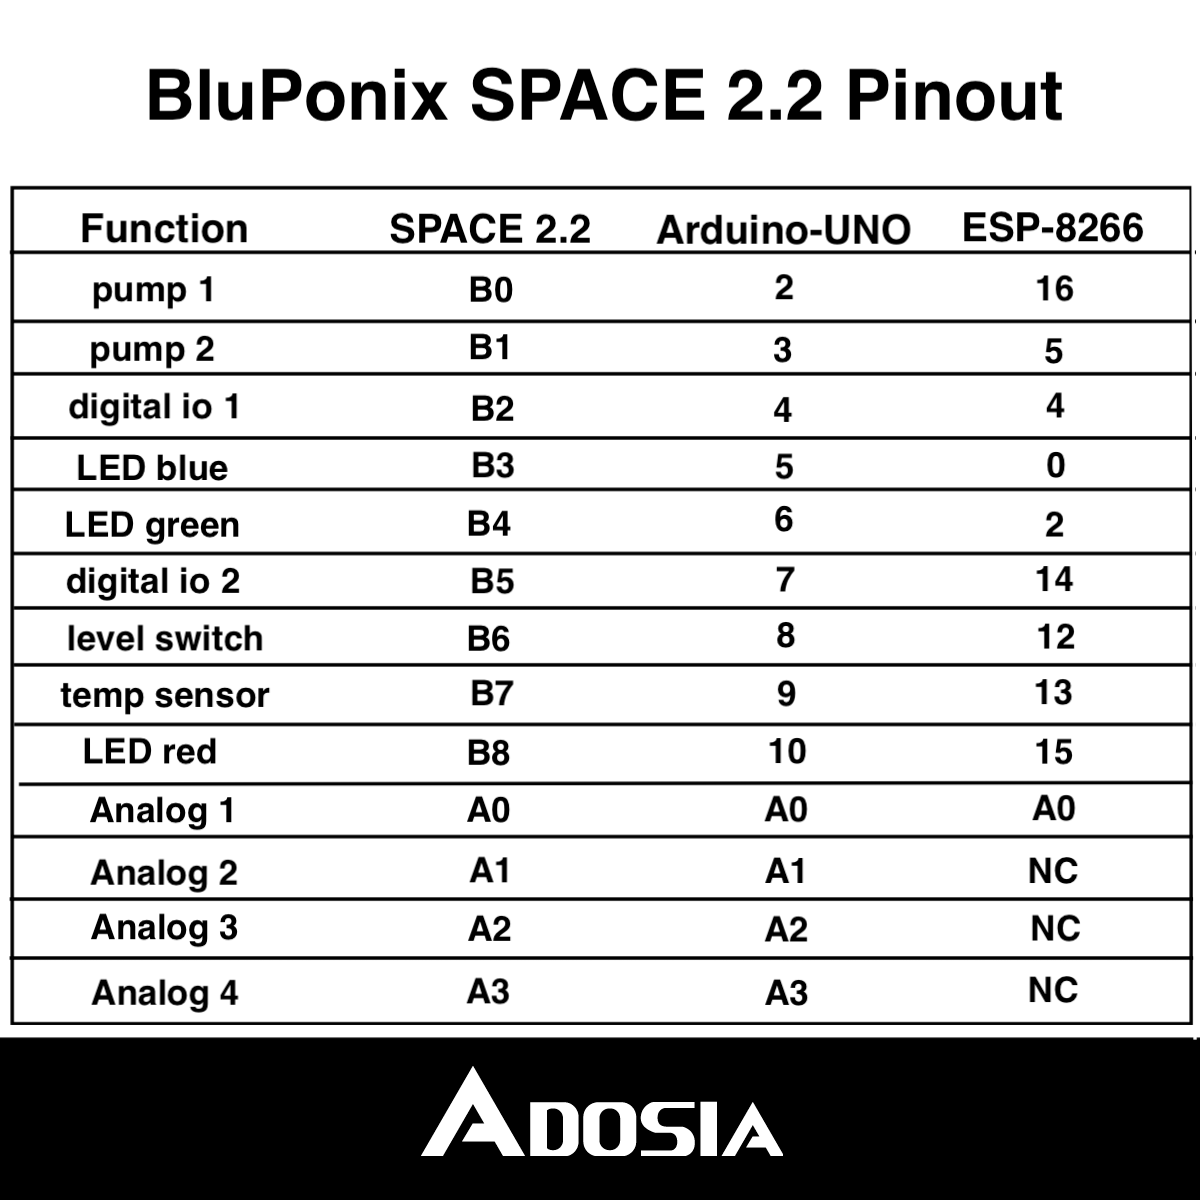 BluPonix SPACE 2.2 Pinout
Function SPACE 2.2 Arduino-UNO ESP-8266
pump 1 B0 2 16
pump 2 B1 3 5
digital io 1 B2 4 4
LED blue B3 5 0
LED green B4 6 2
digital io 2 B5 7 14
level switch B6 8 12
temp sensor B7 9 13
LED red B8 10 15
Analog 1 A0 A0 A0
Analog 2 A1 A1 NC
Analog 3 A2 A2 NC
Analog 4 A3 A3 NC
ADOSIA